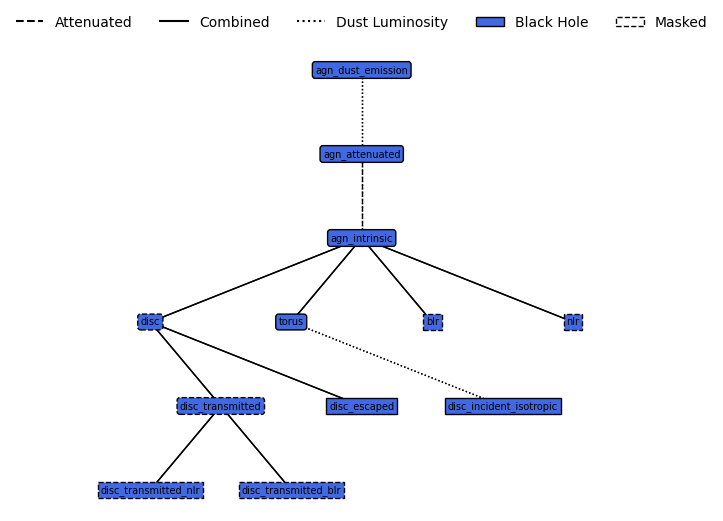 Attenuated Combined Dust Luminosity Black Hole Masked
agn_dust_emission
agn_attenuated
agn_intrinsic
disc torus blr nlr
disc_transmitted disc_escaped disc_incident_isotropic
disc_transmitted_nlr disc_transmitted_blr